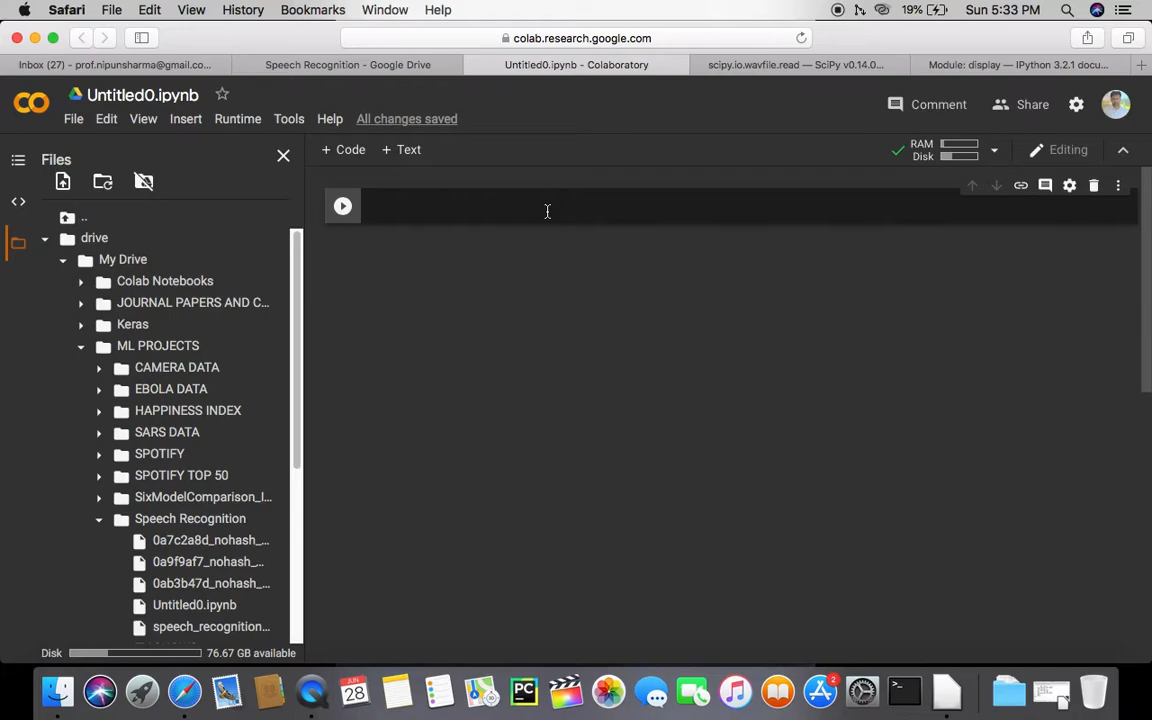 Safari File Edit View History Bookmarks Window Help 19% Sun 5:33 PM
colab.research.google.com
Inbox (27) - prof.nipunsharma@gmail.co... Speech Recognition - Google Drive Untitled0.ipynb - Colaboratory scipy.io.wavfile.read — SciPy v0.14.0... Module: display — IPython 3.2.1 docu...
Untitled0.ipynb
Comment Share
File Edit View Insert Runtime Tools Help All changes saved
+ Code + Text RAM Disk Editing
Files
..
drive
My Drive
Colab Notebooks
JOURNAL PAPERS AND C...
Keras
ML PROJECTS
CAMERA DATA
EBOLA DATA
HAPPINESS INDEX
SARS DATA
SPOTIFY
SPOTIFY TOP 50
SixModelComparison_I...
Speech Recognition
0a7c2a8d_nohash_...
0a9f9af7_nohash_...
0ab3b47d_nohash_...
Untitled0.ipynb
speech_recognition...
Disk 76.67 GB available
JUN
28
PC
2